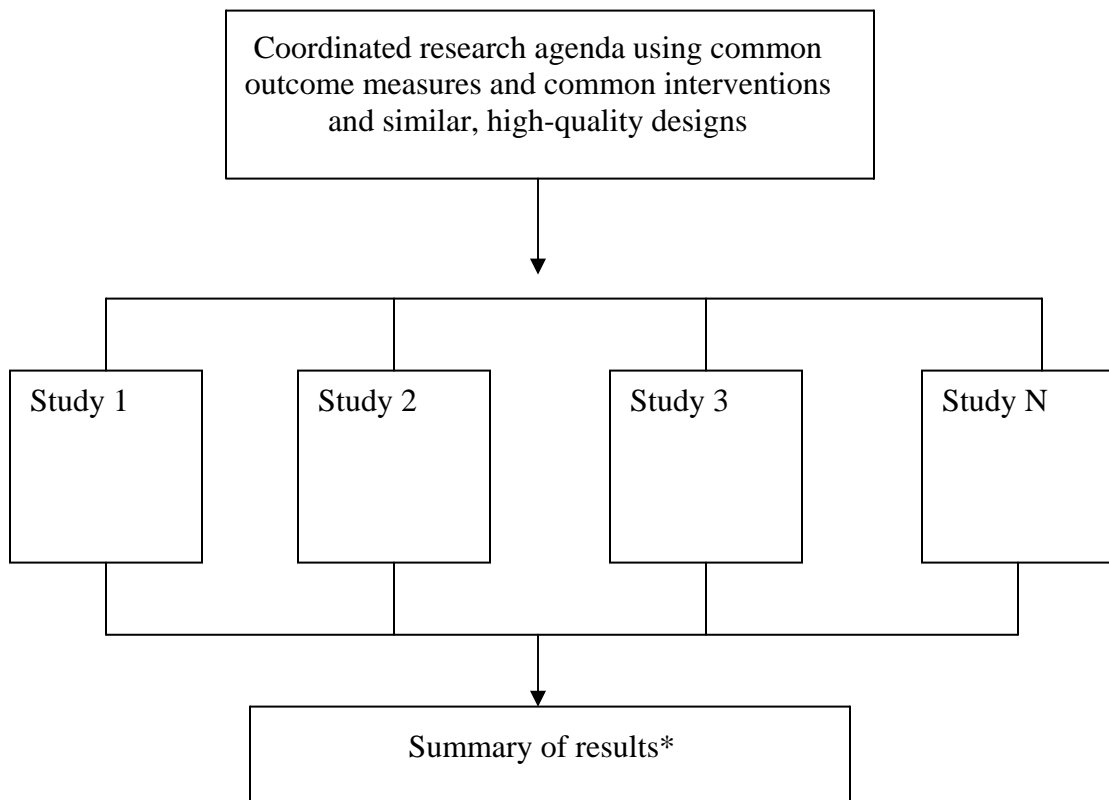 Coordinated research agenda using common
outcome measures and common interventions
and similar, high-quality designs
Study 1
Study 2
Study 3
Study N
Summary of results*